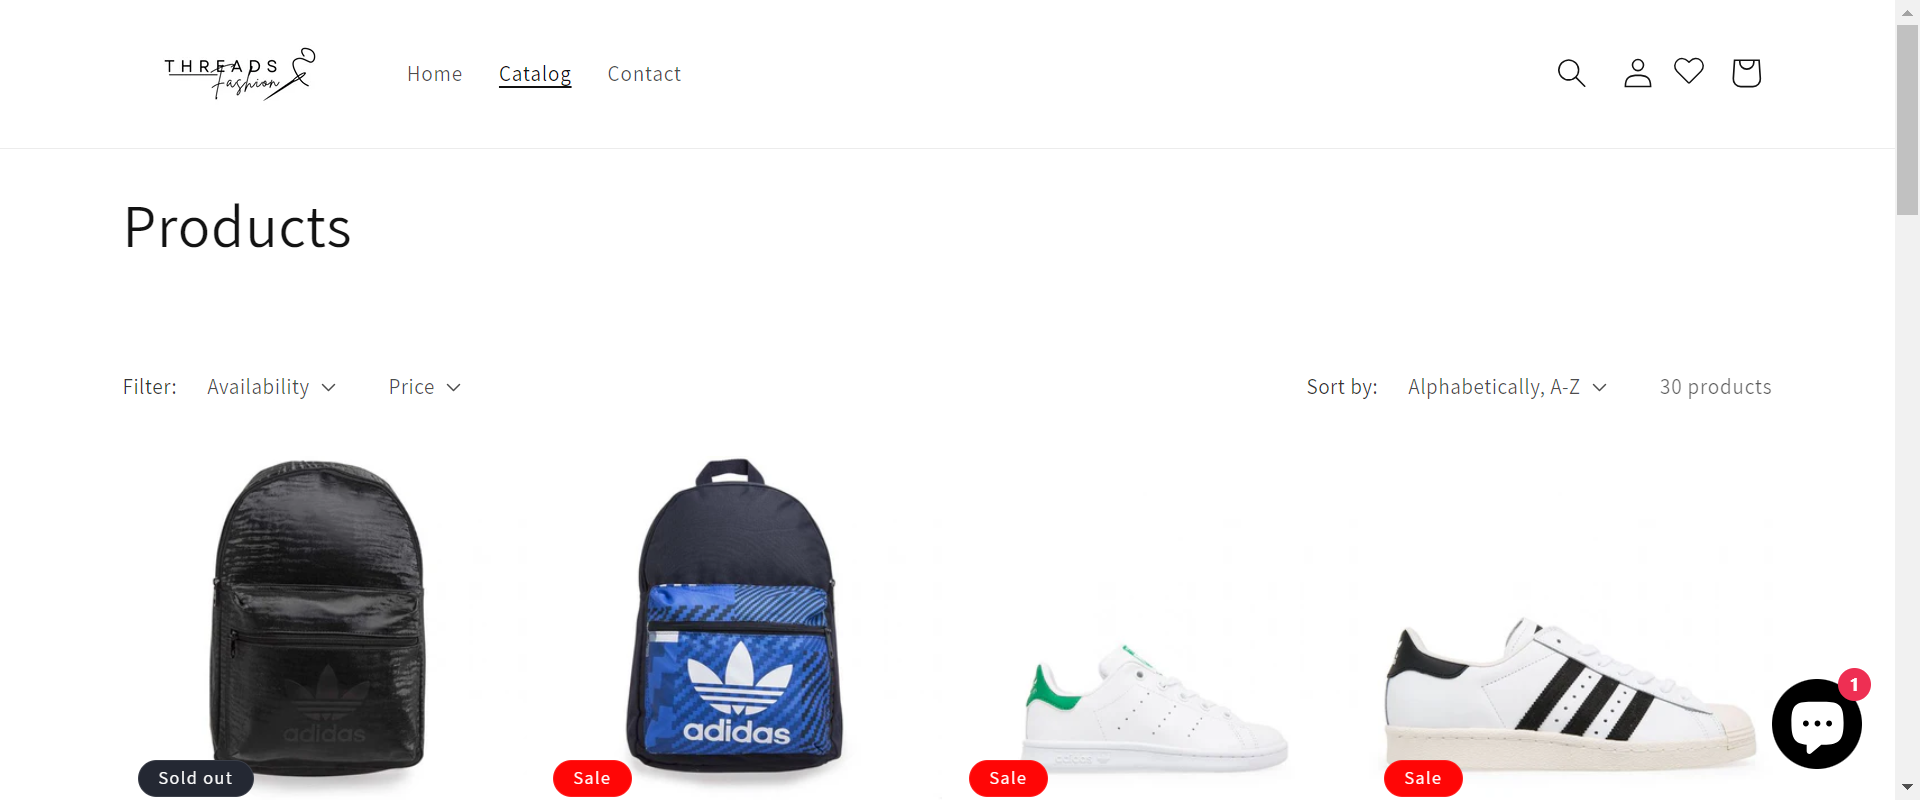 THREADS
Fashion
Home
Catalog
Contact
Products
Filter:
Availability
Price
Sort by:
Alphabetically, A-Z
30 products
adidas
adidas
Sold out
Sale
Sale
Sale
1